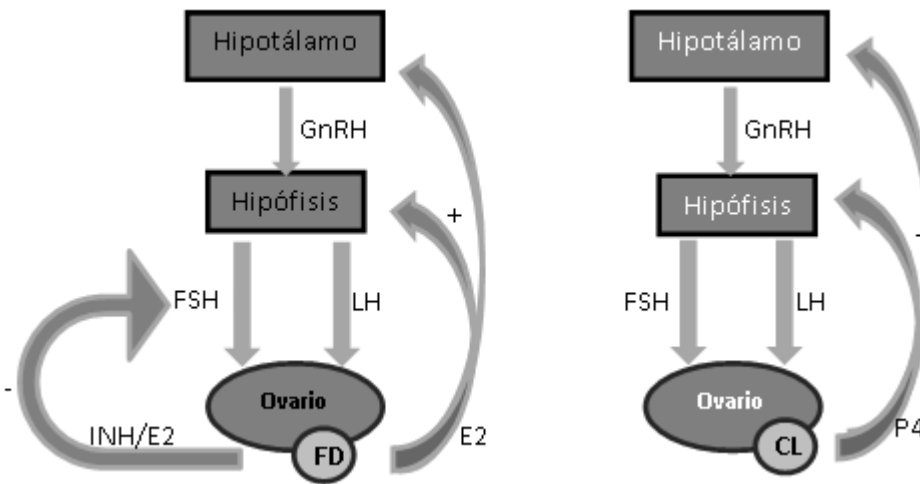 Hipotálamo
GnRH
Hipófisis
+
FSH
LH
-
Ovario
INH/E2
FD
E2
Hipotálamo
GnRH
Hipófisis
-
FSH
LH
Ovario
CL
P4